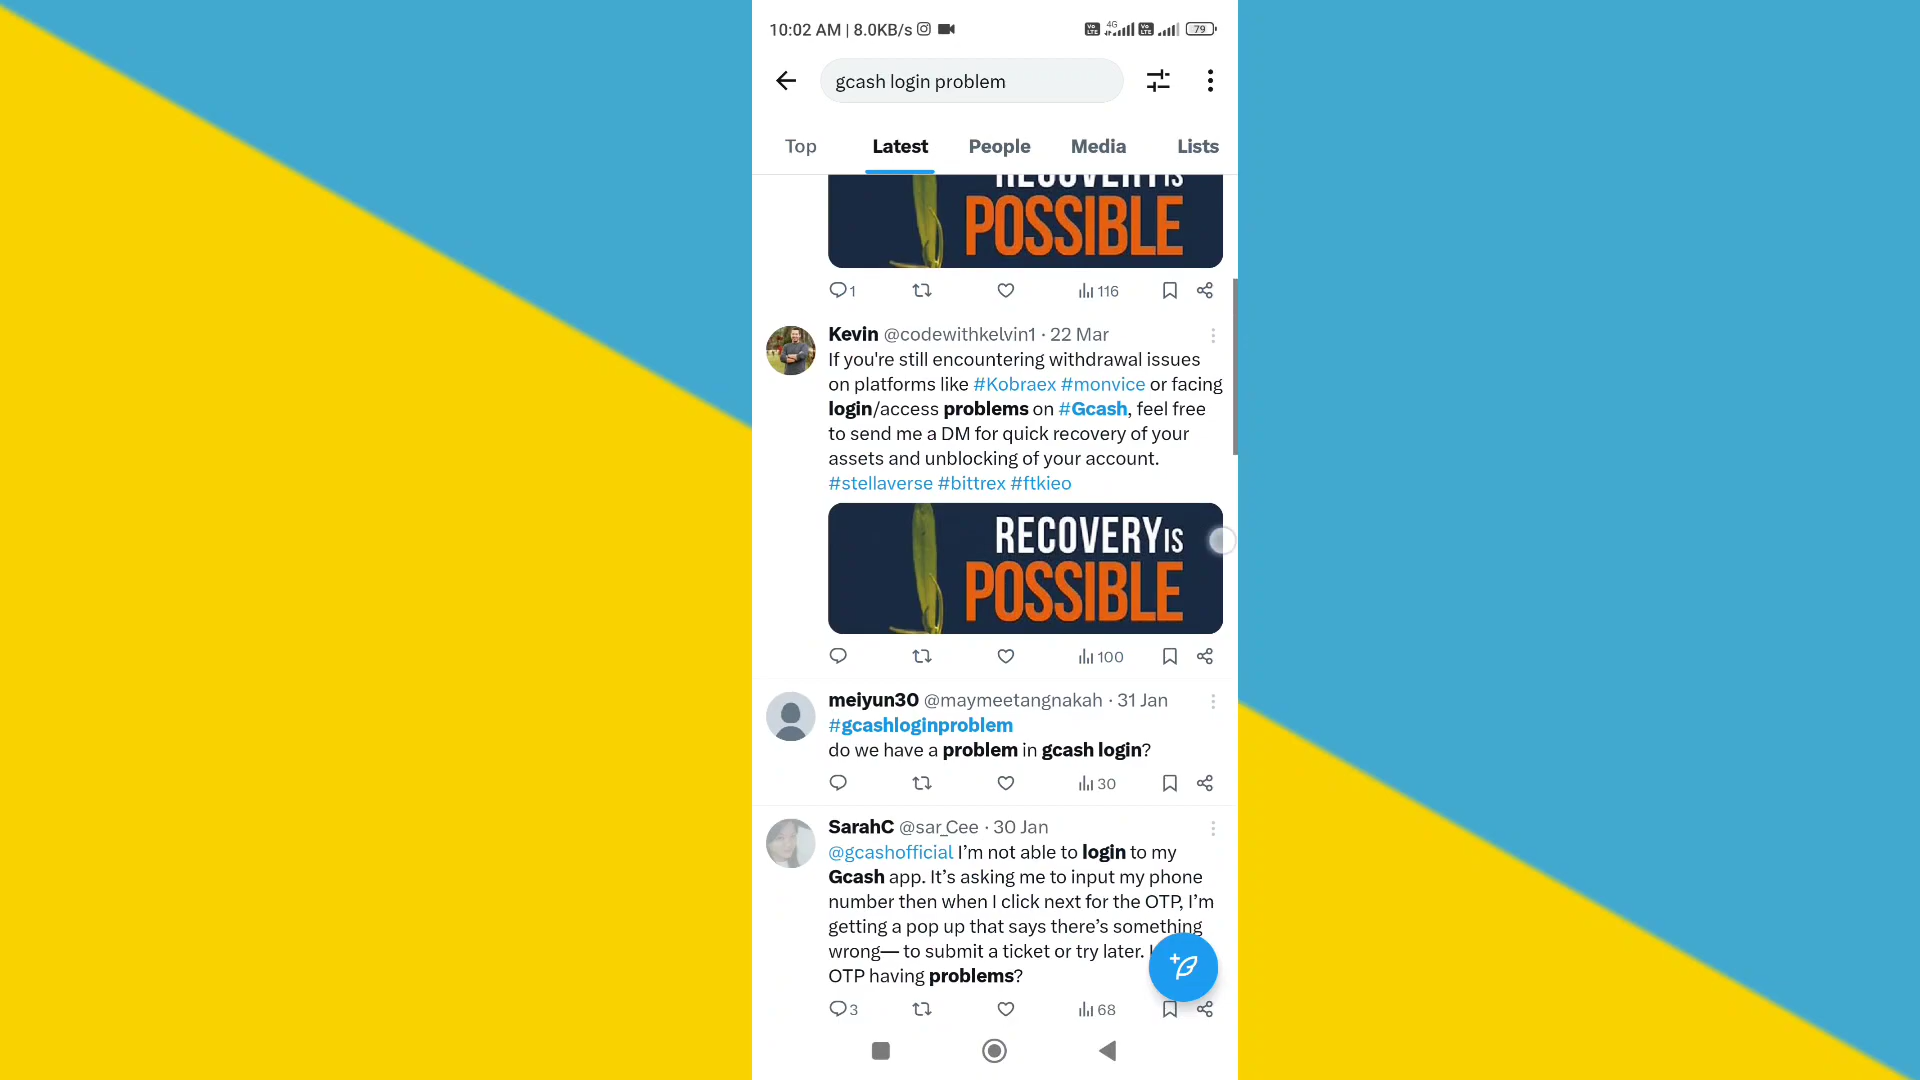 10:02 AM | 8.0KB/s
4G
79
gcash login problem
Top Latest People Media Lists
RECOVERY IS
POSSIBLE
1 116
Kevin @codewithkelvin1 · 22 Mar
If you're still encountering withdrawal issues
on platforms like #Kobraex #monvice or facing
login/access problems on #Gcash, feel free
to send me a DM for quick recovery of your
assets and unblocking of your account.
#stellaverse #bittrex #ftkieo
RECOVERY IS
POSSIBLE
100
meiyun30 @maymeetangnakah · 31 Jan
#gcashloginproblem
do we have a problem in gcash login?
30
SarahC @sar_Cee · 30 Jan
@gcashofficial I’m not able to login to my
Gcash app. It’s asking me to input my phone
number then when I click next for the OTP, I’m
getting a pop up that says there’s something
wrong— to submit a ticket or try later.
OTP having problems?
3 68